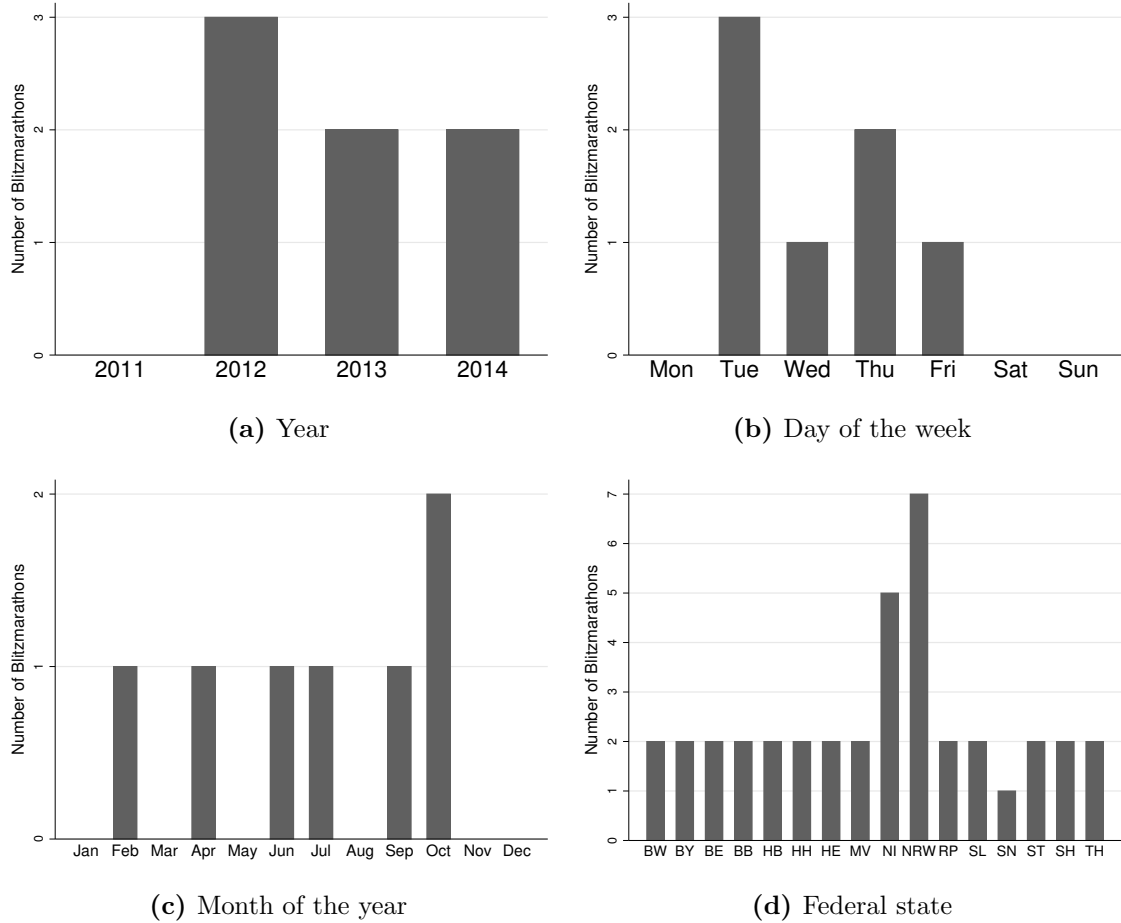 Number of Blitzmarathons
3
2
1
0
2011 2012 2013 2014
(a) Year
Number of Blitzmarathons
3
2
1
0
Mon Tue Wed Thu Fri Sat Sun
(b) Day of the week
Number of Blitzmarathons
2
1
0
Jan Feb Mar Apr May Jun Jul Aug Sep Oct Nov Dec
(c) Month of the year
Number of Blitzmarathons
7
6
5
4
3
2
1
0
BW BY BE BB HB HH HE MV NI NRW RP SL SN ST SH TH
(d) Federal state